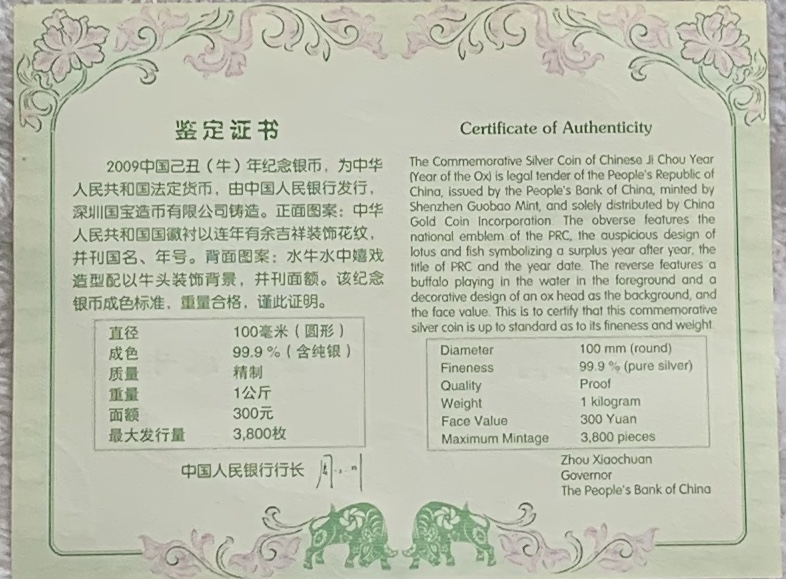 鉴定证书
2009中国己丑（牛）年纪念银币，为中华
人民共和国法定货币，由中国人民银行发行，
深圳国宝造币有限公司铸造。正面图案：中华
人民共和国国徽衬以连年有余吉祥装饰花纹，
并刊国名、年号。背面图案：水牛水中嬉戏
造型配以牛头装饰背景，并刊面额。该纪念
银币成色标准，重量合格，谨此证明。
直径 100毫米（圆形）
成色 99.9％（含纯银）
质量 精制
重量 1公斤
面额 300元
最大发行量 3,800枚
中国人民银行行长
Certificate of Authenticity
The Commemorative Silver Coin of Chinese Ji Chou Year
(Year of the Ox) is legal tender of the People's Republic of
China, issued by the People's Bank of China, minted by
Shenzhen Guobao Mint, and solely distributed by China
Gold Coin Incorporation. The obverse features the
national emblem of the PRC, the auspicious design of
lotus and fish symbolizing a surplus year after year, the
title of PRC and the year date. The reverse features a
buffalo playing in the water in the foreground and a
decorative design of an ox head as the background, and
the face value. This is to certify that this commemorative
silver coin is up to standard as to its fineness and weight.
Diameter 100 mm (round)
Fineness 99.9 % (pure silver)
Quality Proof
Weight 1 kilogram
Face Value 300 Yuan
Maximum Mintage 3,800 pieces
Zhou Xiaochuan
Governor
The People's Bank of China